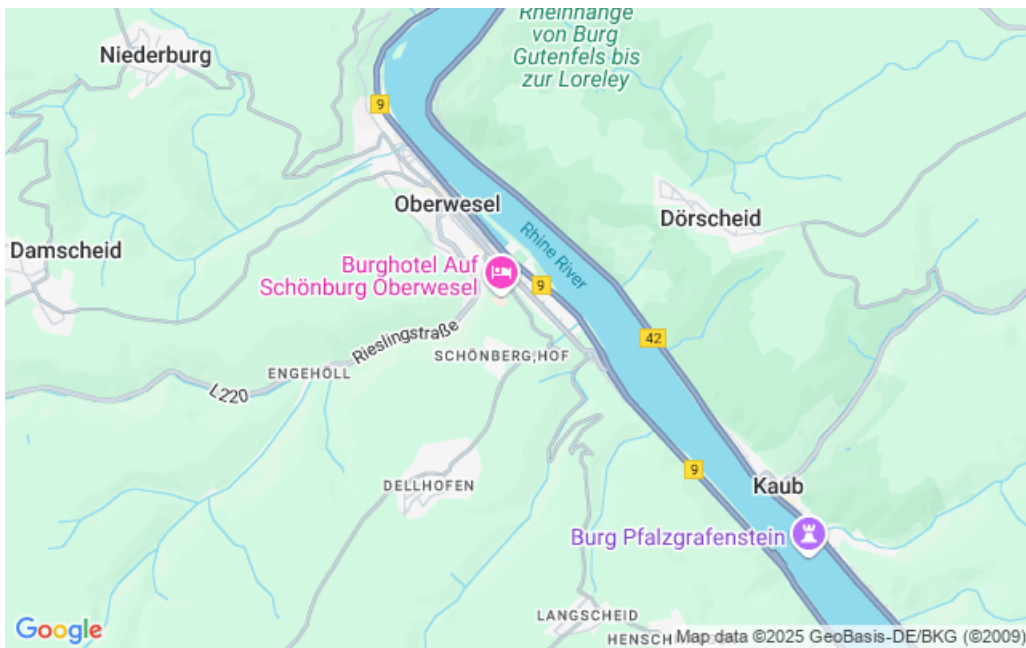 Rheinhänge
von Burg
Gutenfels bis
zur Loreley
Niederburg
9
Oberwesel
Dörscheid
Rhine River
Damscheid
Burghotel Auf
Schönburg Oberwesel
9
42
Rieslingstraße
SCHÖNBERG,HOF
ENGEHÖLL
L220
9
DELLHOFEN
Kaub
Burg Pfalzgrafenstein
LANGSCHEID
Google
Map data ©2025 GeoBasis-DE/BKG (©2009)